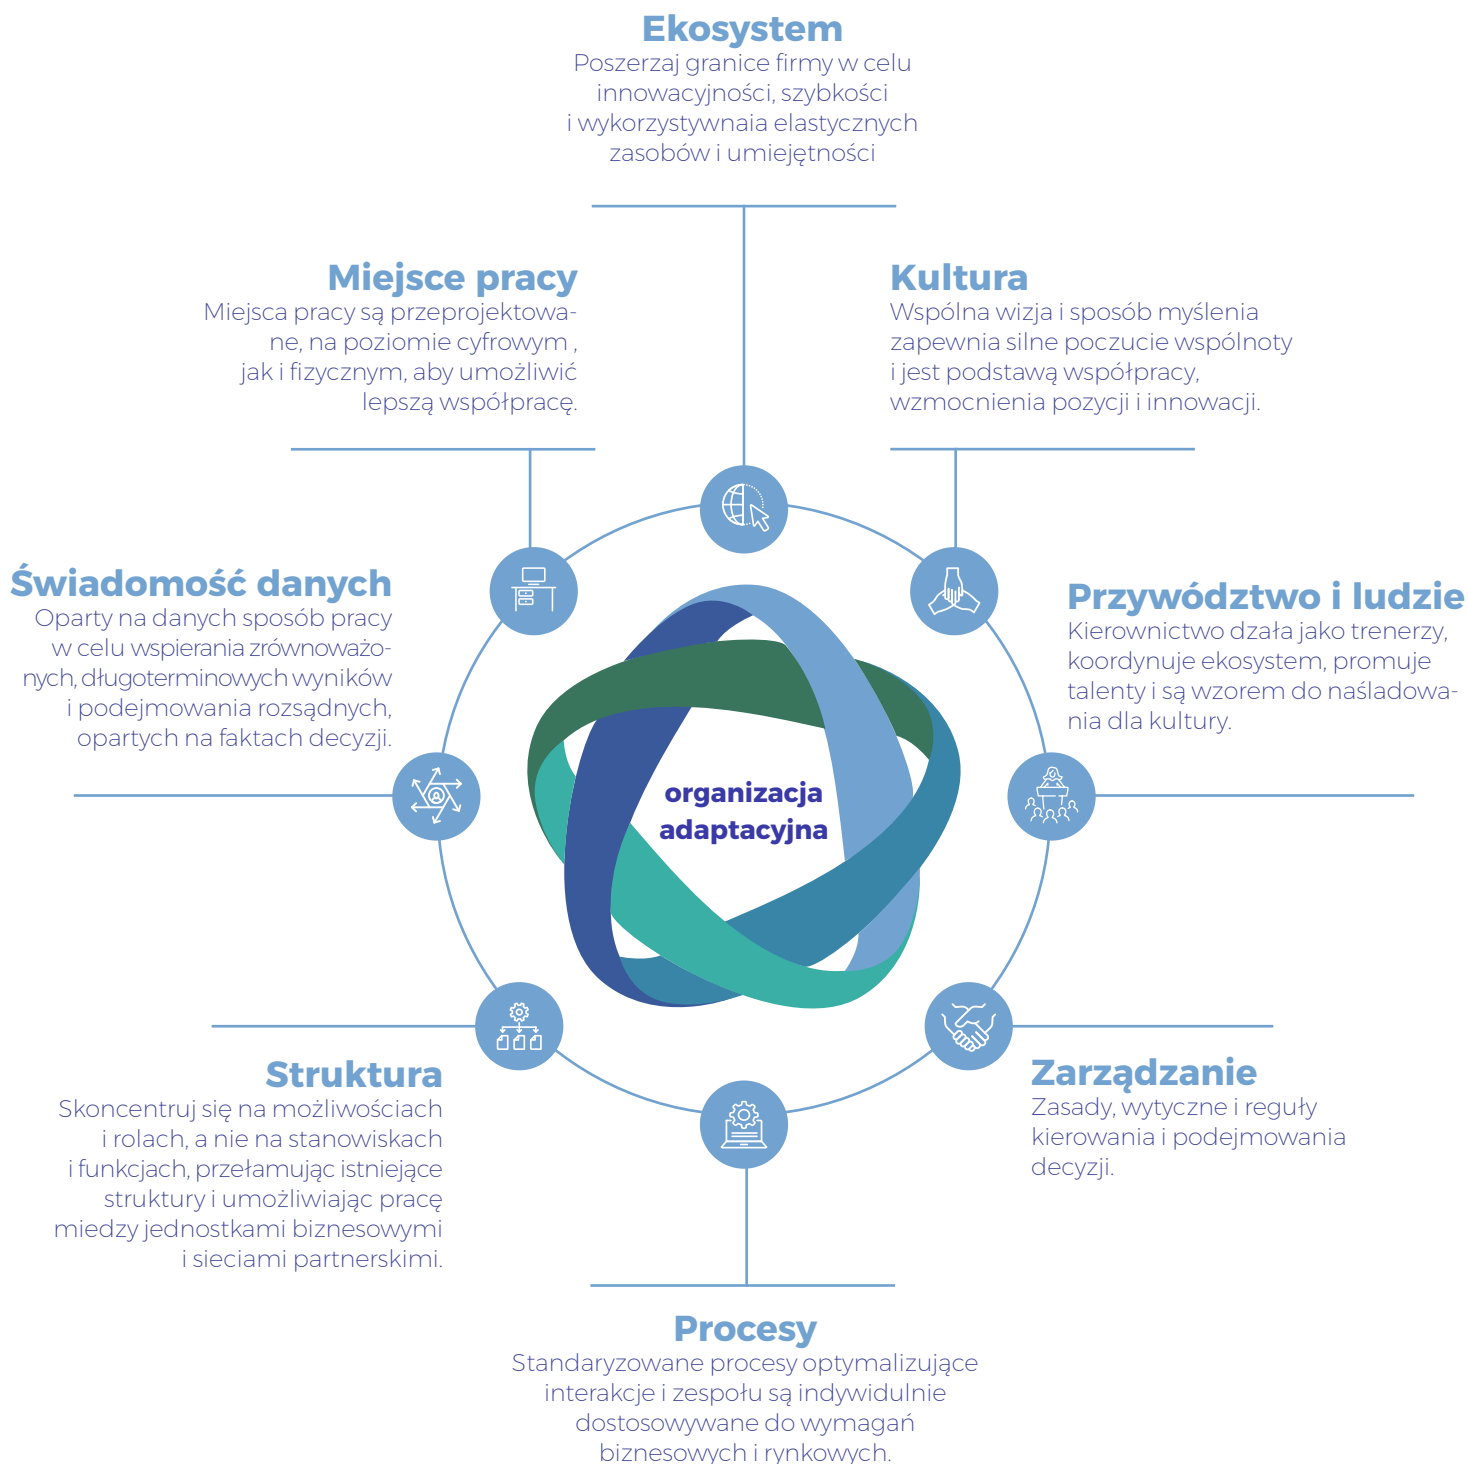 Ekosystem
Poszerzaj granice firmy w celu
innowacyjności, szybkości
i wykorzystywnaia elastycznych
zasobów i umiejętności
Miejsce pracy
Miejsca pracy są przeprojektowa-
ne, na poziomie cyfrowym ,
jak i fizycznym, aby umożliwić
lepszą współpracę.
Kultura
Wspólna wizja i sposób myślenia
zapewnia silne poczucie wspólnoty
i jest podstawą współpracy,
wzmocnienia pozycji i innowacji.
Świadomość danych
Oparty na danych sposób pracy
w celu wspierania zrównoważo-
nych, długoterminowych wyników
i podejmowania rozsądnych,
opartych na faktach decyzji.
Przywództwo i ludzie
Kierownictwo dzała jako trenerzy,
koordynuje ekosystem, promuje
talenty i są wzorem do naśladowa-
nia dla kultury.
organizacja
adaptacyjna
Struktura
Skoncentruj się na możliwościach
i rolach, a nie na stanowiskach
i funkcjach, przełamując istniejące
struktury i umożliwiając pracę
miedzy jednostkami biznesowymi
i sieciami partnerskimi.
Zarządzanie
Zasady, wytyczne i reguły
kierowania i podejmowania
decyzji.
Procesy
Standaryzowane procesy optymalizujące
interakcje i zespołu są indywidulnie
dostosowywane do wymagań
biznesowych i rynkowych.